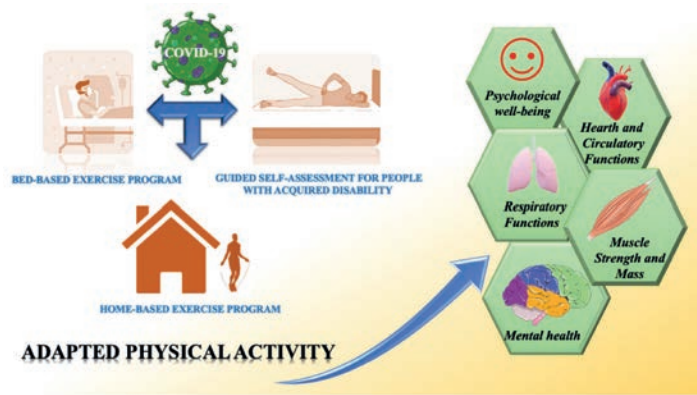 COVID-19
BED-BASED EXERCISE PROGRAM
GUIDED SELF-ASSESSMENT FOR PEOPLE
WITH ACQUIRED DISABILITY
HOME-BASED EXERCISE PROGRAM
ADAPTED PHYSICAL ACTIVITY
Psychological
well-being
Hearth and
Circulatory
Functions
Respiratory
Functions
Muscle
Strength and
Mass
Mental health